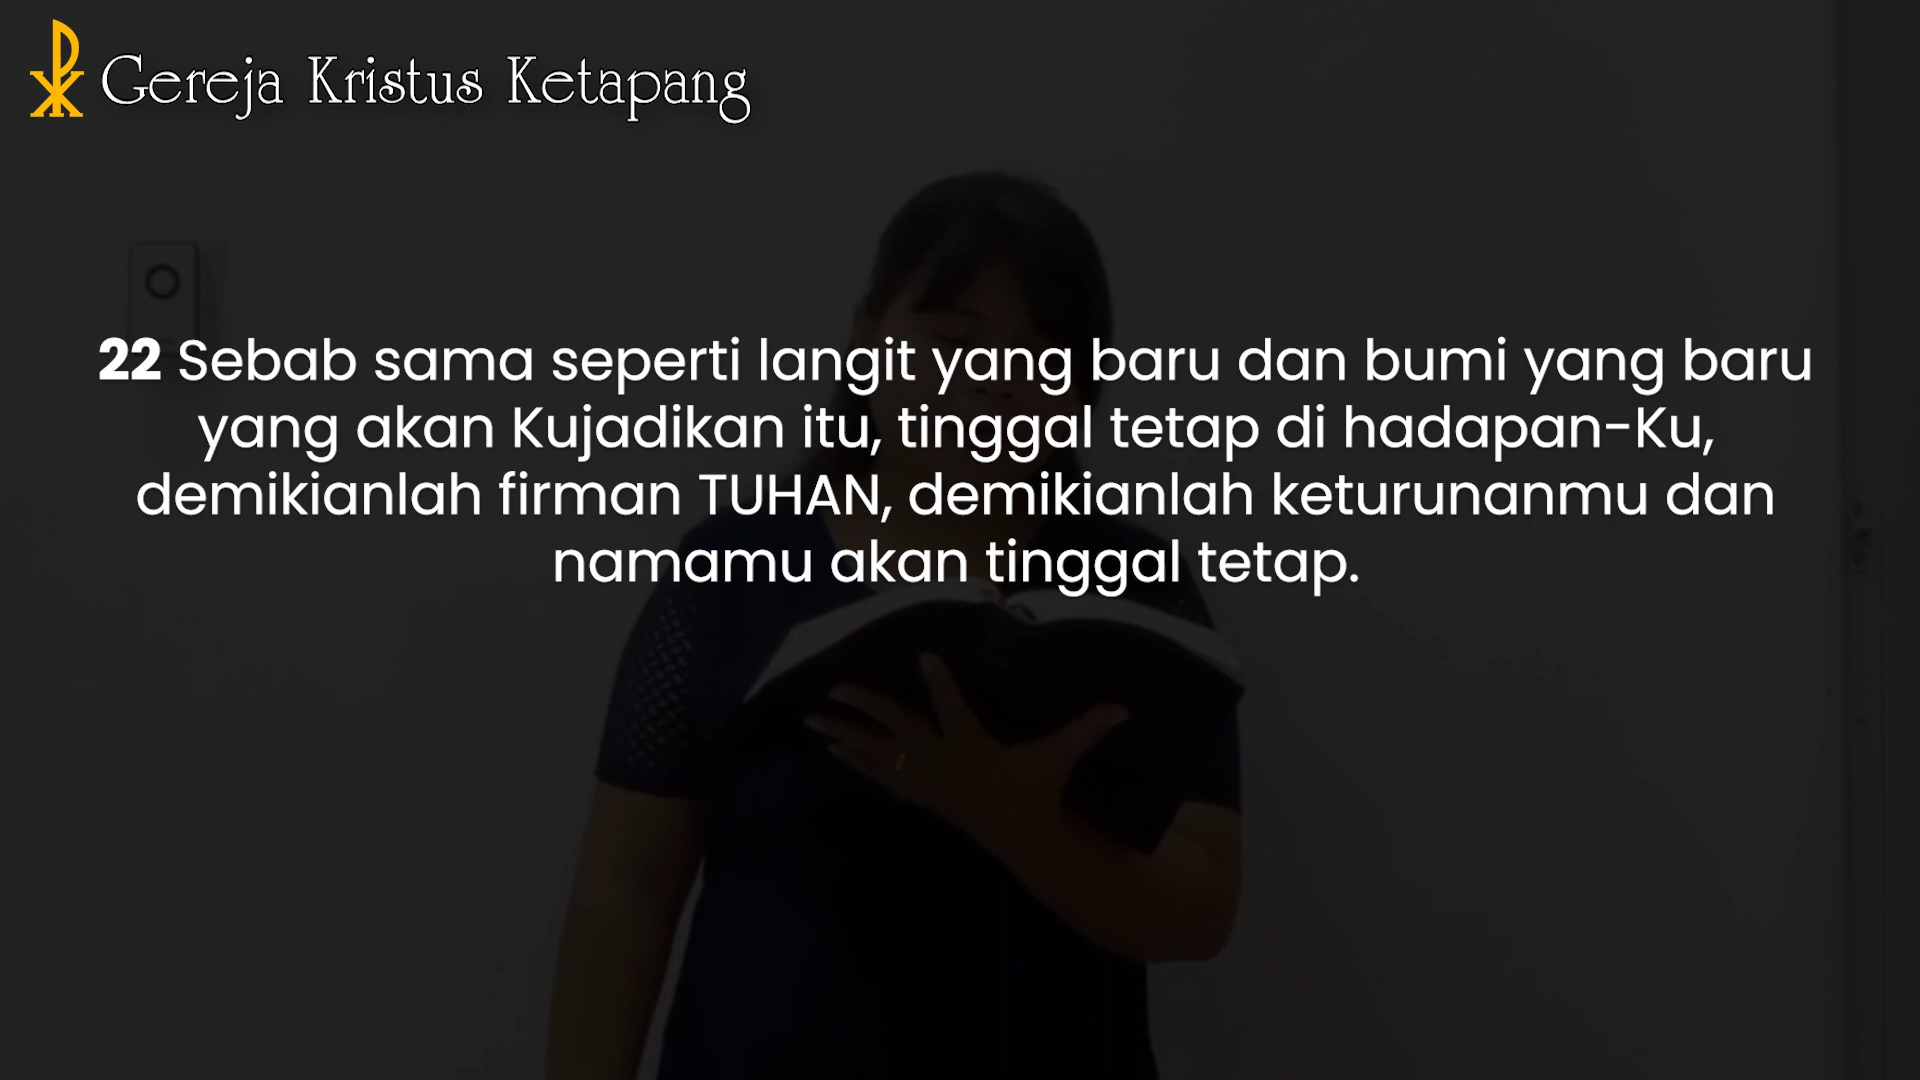 Gereja Kristus Ketapang
22 Sebab sama seperti langit yang baru dan bumi yang baru
yang akan Kujadikan itu, tinggal tetap di hadapan-Ku,
demikianlah firman TUHAN, demikianlah keturunanmu dan
namamu akan tinggal tetap.